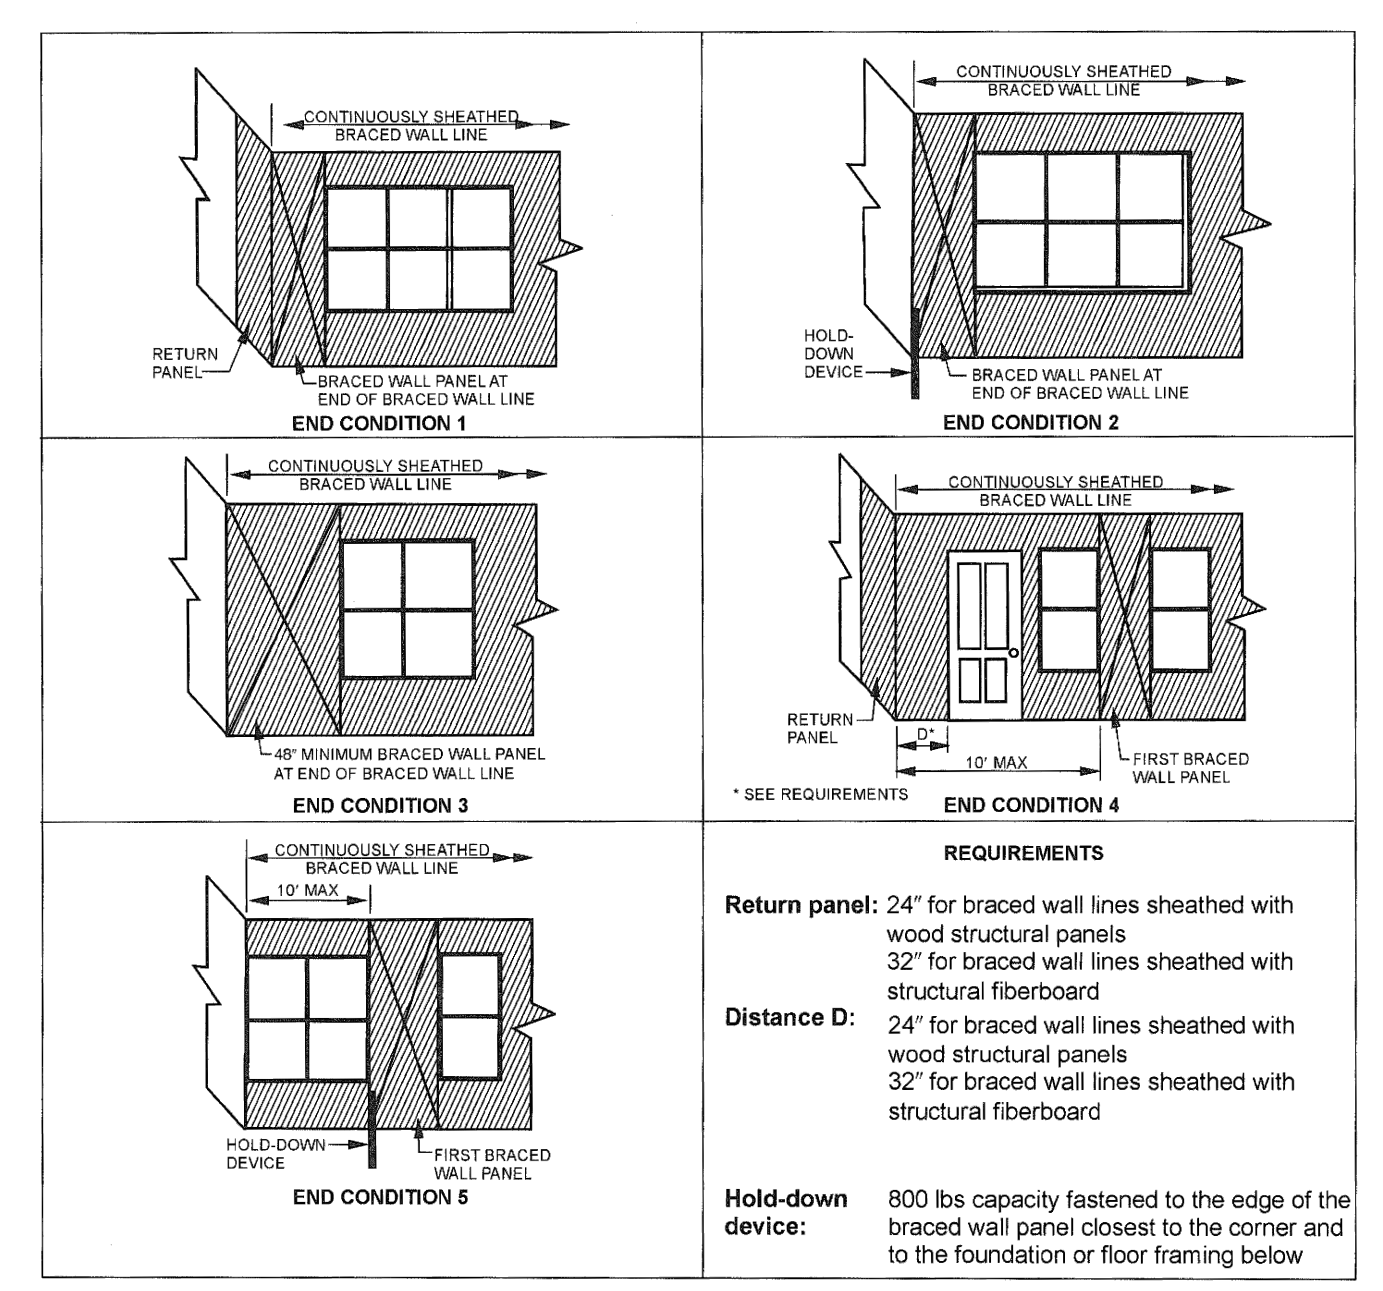 CONTINUOUSLY SHEATHED
BRACED WALL LINE
RETURN
PANEL
BRACED WALL PANEL AT
END OF BRACED WALL LINE
END CONDITION 1
CONTINUOUSLY SHEATHED
BRACED WALL LINE
HOLD-
DOWN
DEVICE
BRACED WALL PANEL AT
END OF BRACED WALL LINE
END CONDITION 2
CONTINUOUSLY SHEATHED
BRACED WALL LINE
48" MINIMUM BRACED WALL PANEL
AT END OF BRACED WALL LINE
END CONDITION 3
CONTINUOUSLY SHEATHED
BRACED WALL LINE
RETURN
PANEL
D*
10' MAX
FIRST BRACED
WALL PANEL
* SEE REQUIREMENTS
END CONDITION 4
CONTINUOUSLY SHEATHED
BRACED WALL LINE
10' MAX
HOLD-DOWN
DEVICE
FIRST BRACED
WALL PANEL
END CONDITION 5
REQUIREMENTS
Return panel: 24" for braced wall lines sheathed with
wood structural panels
32" for braced wall lines sheathed with
structural fiberboard
Distance D: 24" for braced wall lines sheathed with
wood structural panels
32" for braced wall lines sheathed with
structural fiberboard
Hold-down 800 lbs capacity fastened to the edge of the
device: braced wall panel closest to the corner and
to the foundation or floor framing below